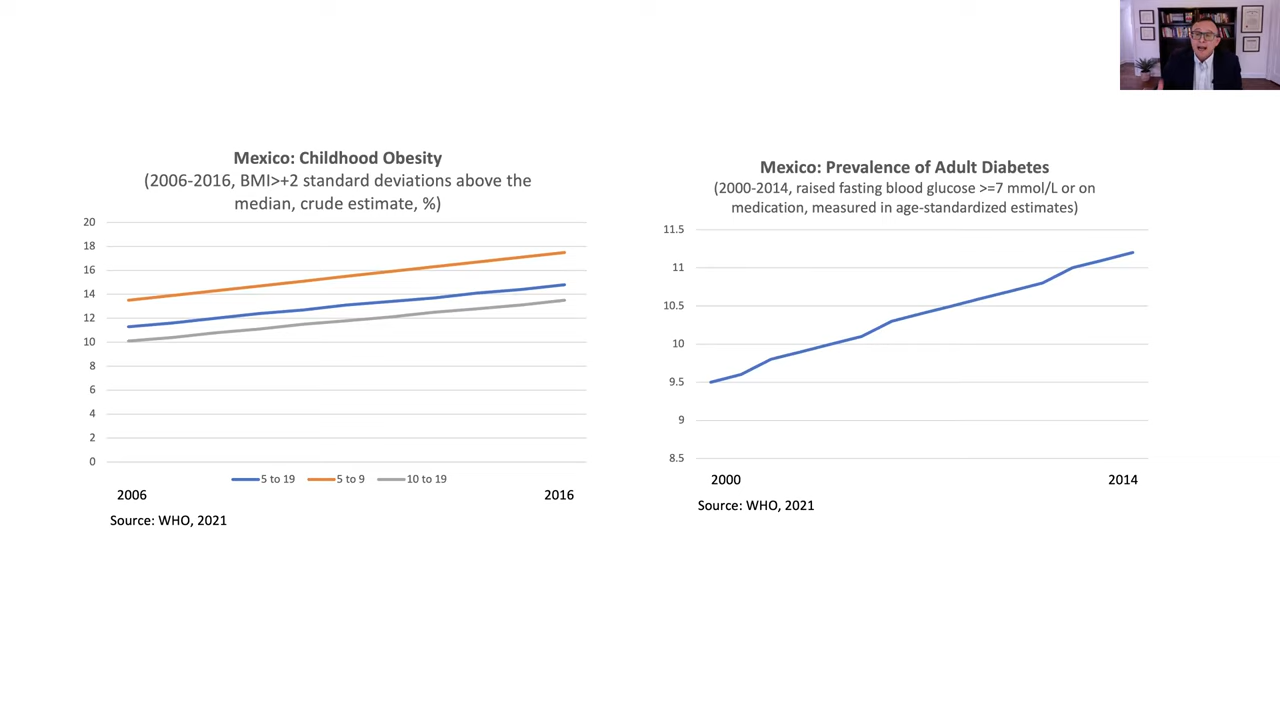 Mexico: Childhood Obesity
(2006-2016, BMI>+2 standard deviations above the
median, crude estimate, %)
20
18
16
14
12
10
8
6
4
2
0
5 to 19 5 to 9 10 to 19
2006 2016
Source: WHO, 2021
Mexico: Prevalence of Adult Diabetes
(2000-2014, raised fasting blood glucose >=7 mmol/L or on
medication, measured in age-standardized estimates)
11.5
11
10.5
10
9.5
9
8.5
2000 2014
Source: WHO, 2021